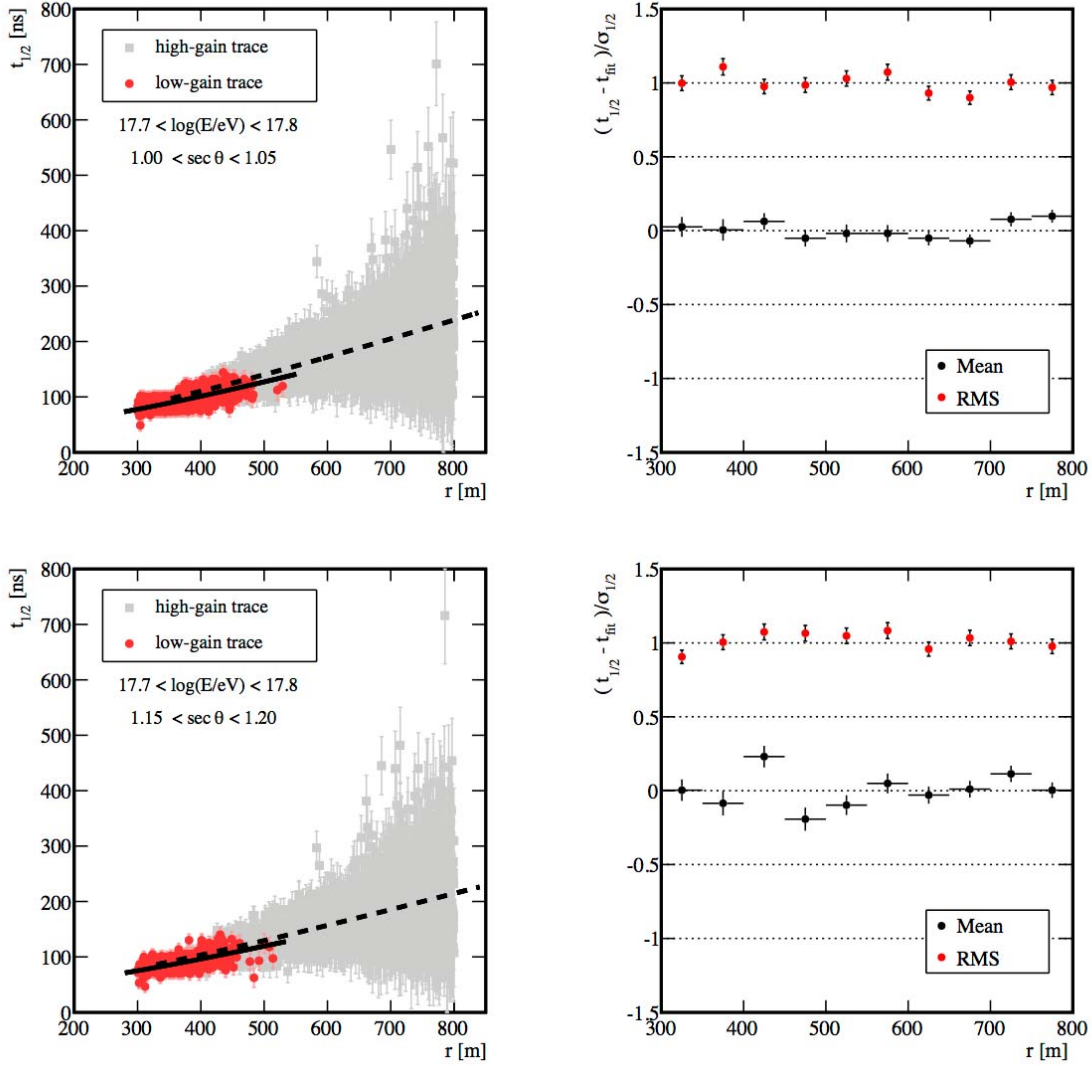 t1/2 [ns]
800
700
600
500
400
300
200
100
0
200 300 400 500 600 700 800
r [m]
high-gain trace
low-gain trace
17.7 < log(E/eV) < 17.8
1.00 < sec θ < 1.05
( t1/2 - tfit )/σ1/2
1.5
1
0.5
0
-0.5
-1
-1.5
300 400 500 600 700 800
r [m]
Mean
RMS
t1/2 [ns]
800
700
600
500
400
300
200
100
0
200 300 400 500 600 700 800
r [m]
high-gain trace
low-gain trace
17.7 < log(E/eV) < 17.8
1.15 < sec θ < 1.20
( t1/2 - tfit )/σ1/2
1.5
1
0.5
0
-0.5
-1
-1.5
300 400 500 600 700 800
r [m]
Mean
RMS